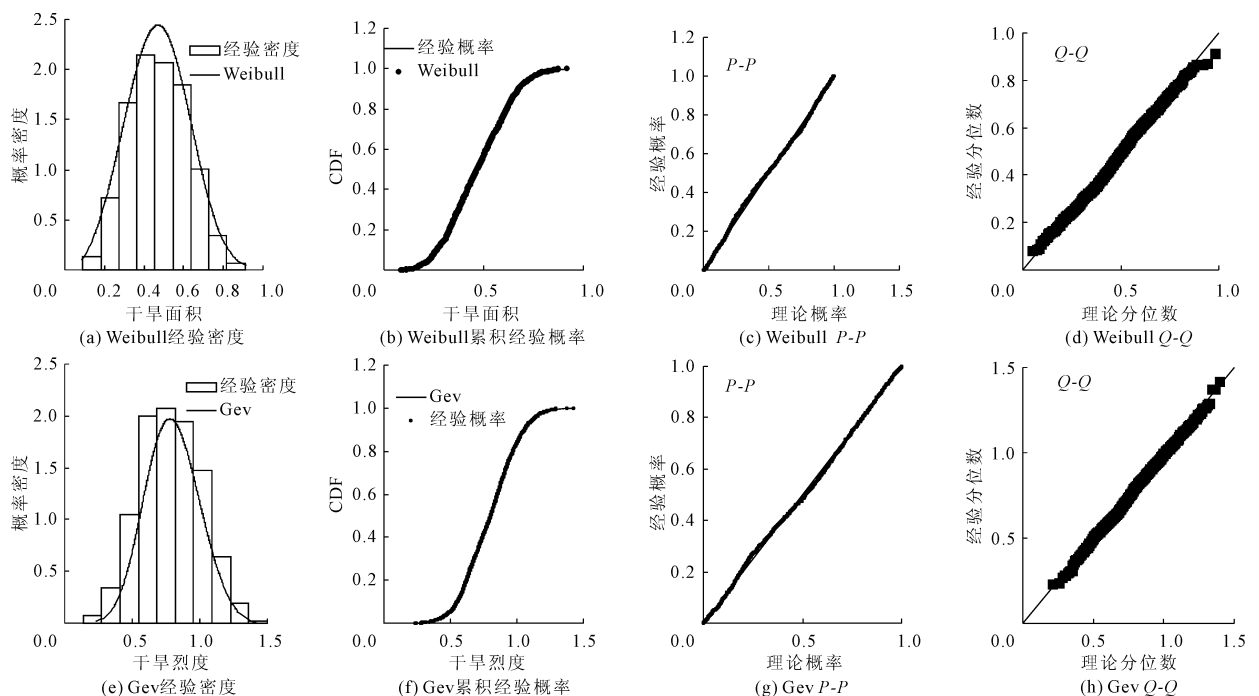 2.5
2.0
1.5
1.0
0.5
0.0
0.2
0.4
0.6
0.8
1.0
概率密度
经验密度
Weibull
干旱面积
(a) Weibull经验密度
1.2
1.0
0.8
0.6
0.4
0.2
0.0
0.5
1.0
CDF
经验概率
Weibull
干旱面积
(b) Weibull累积经验概率
1.2
1.0
0.8
0.6
0.4
0.2
0.0
0.5
1.0
1.5
经验概率
P-P
理论概率
(c) Weibull P-P
1.0
0.8
0.6
0.4
0.2
0.0
0.5
1.0
经验分位数
Q-Q
理论分位数
(d) Weibull Q-Q
2.5
2.0
1.5
1.0
0.5
0.0
0.5
1.0
1.5
概率密度
经验密度
Gev
干旱烈度
(e) Gev经验密度
1.2
1.0
0.8
0.6
0.4
0.2
0.0
0.5
1.0
1.5
CDF
Gev
经验概率
干旱烈度
(f) Gev累积经验概率
1.0
0.8
0.6
0.4
0.2
0.0
0.5
1.0
经验概率
P-P
理论概率
(g) Gev P-P
1.5
1.0
0.5
0.0
0.5
1.0
1.5
经验分位数
Q-Q
理论分位数
(h) Gev Q-Q